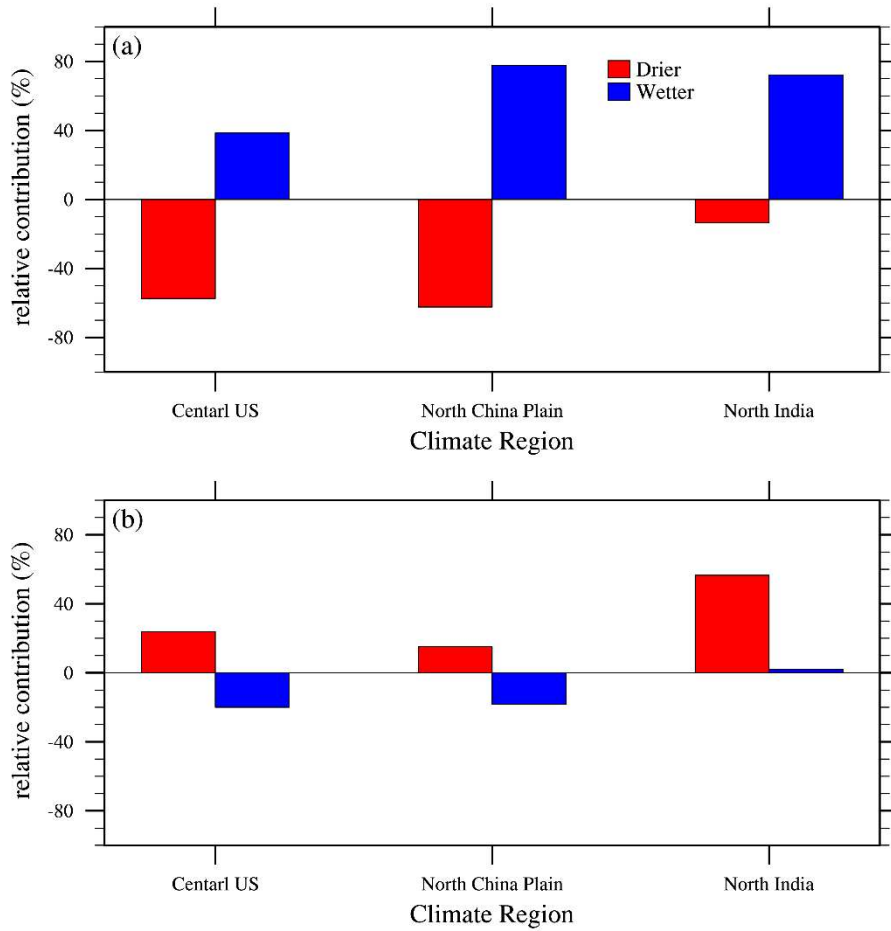 (a)
Drier
Wetter
80
40
0
-40
-80
relative contribution (%)
Centarl US North China Plain North India
Climate Region
(b)
80
40
0
-40
-80
relative contribution (%)
Centarl US North China Plain North India
Climate Region